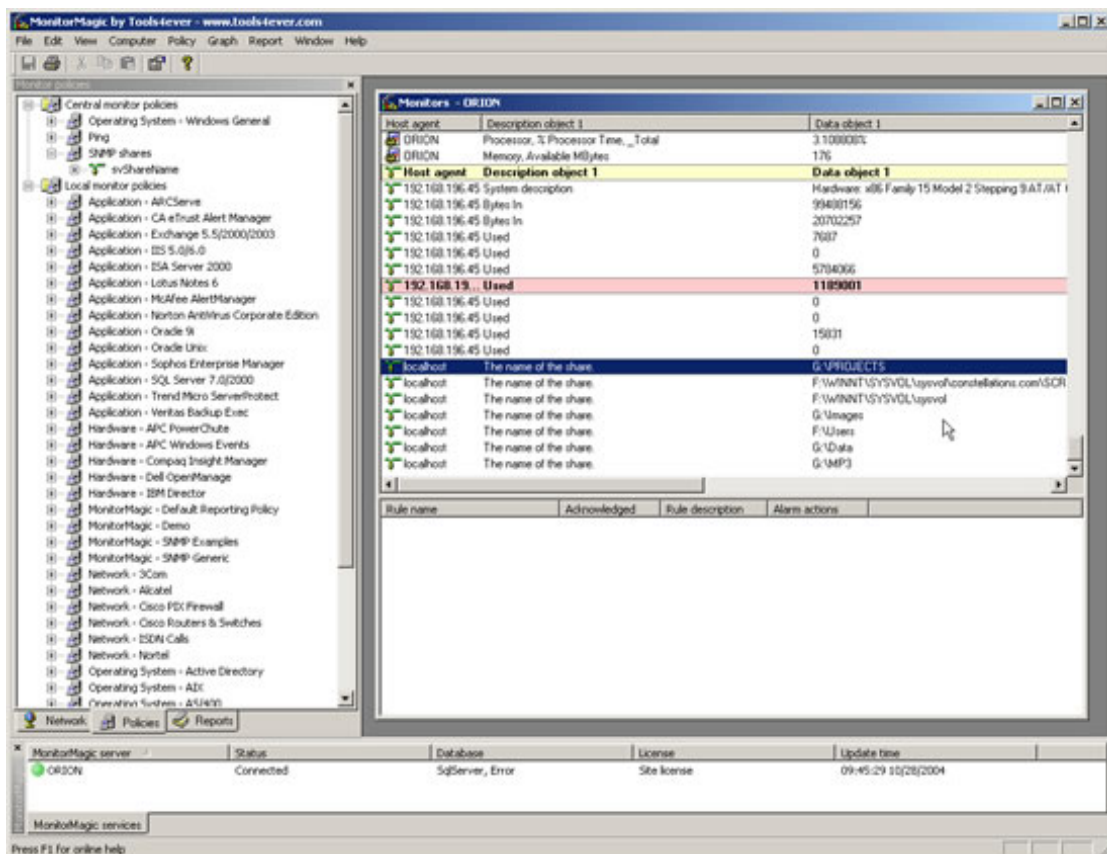 MonitorMagic by Tools4ever - www.tools4ever.com
File Edit View Computer Policy Graph Report Window Help
Monitor policies
Central monitor policies
Operating System - Windows General
Ping
SNMP shares
svShareName
Local monitor policies
Application - ARCServe
Application - CA eTrust Alert Manager
Application - Exchange 5.5/2000/2003
Application - IIS 5.0/6.0
Application - ISA Server 2000
Application - Lotus Notes 6
Application - McAfee AlertManager
Application - Norton AntiVirus Corporate Edition
Application - Oracle 9i
Application - Oracle Unix
Application - Sophos Enterprise Manager
Application - SQL Server 7.0/2000
Application - Trend Micro ServerProtect
Application - Veritas Backup Exec
Hardware - APC PowerChute
Hardware - APC Windows Events
Hardware - Compaq Insight Manager
Hardware - Dell OpenManage
Hardware - IBM Director
MonitorMagic - Default Reporting Policy
MonitorMagic - Demo
MonitorMagic - SNMP Examples
MonitorMagic - SNMP Generic
Network - 3Com
Network - Alcatel
Network - Cisco PIX Firewall
Network - Cisco Routers & Switches
Network - ISDN Calls
Network - Nortel
Operating System - Active Directory
Operating System - AIX
Operating System - AS/400
Network Policies Reports
Monitors - ORION
Host agent Description object 1 Data object 1
ORION Processor, % Processor Time, _Total 3.108808%
ORION Memory, Available MBytes 176
Host agent Description object 1 Data object 1
192.168.196.45 System description Hardware: x86 Family 15 Model 2 Stepping 9 AT/AT
192.168.196.45 Bytes In 99488156
192.168.196.45 Bytes In 20702257
192.168.196.45 Used 7687
192.168.196.45 Used 0
192.168.196.45 Used 5784066
192.168.19... Used 1189001
192.168.196.45 Used 0
192.168.196.45 Used 0
192.168.196.45 Used 15831
192.168.196.45 Used 0
localhost The name of the share. G:\PROJECTS
localhost The name of the share. F:\WINNT\SYSVOL\sysvol\constellations.com\SCR
localhost The name of the share. F:\WINNT\SYSVOL\sysvol
localhost The name of the share. G:\Images
localhost The name of the share. F:\Users
localhost The name of the share. G:\Data
localhost The name of the share. G:\MP3
Rule name Acknowledged Rule description Alarm actions
MonitorMagic server Status Database License Update time
ORION Connected SqlServer, Error Site license 09:45:29 10/28/2004
MonitorMagic services
Press F1 for online help